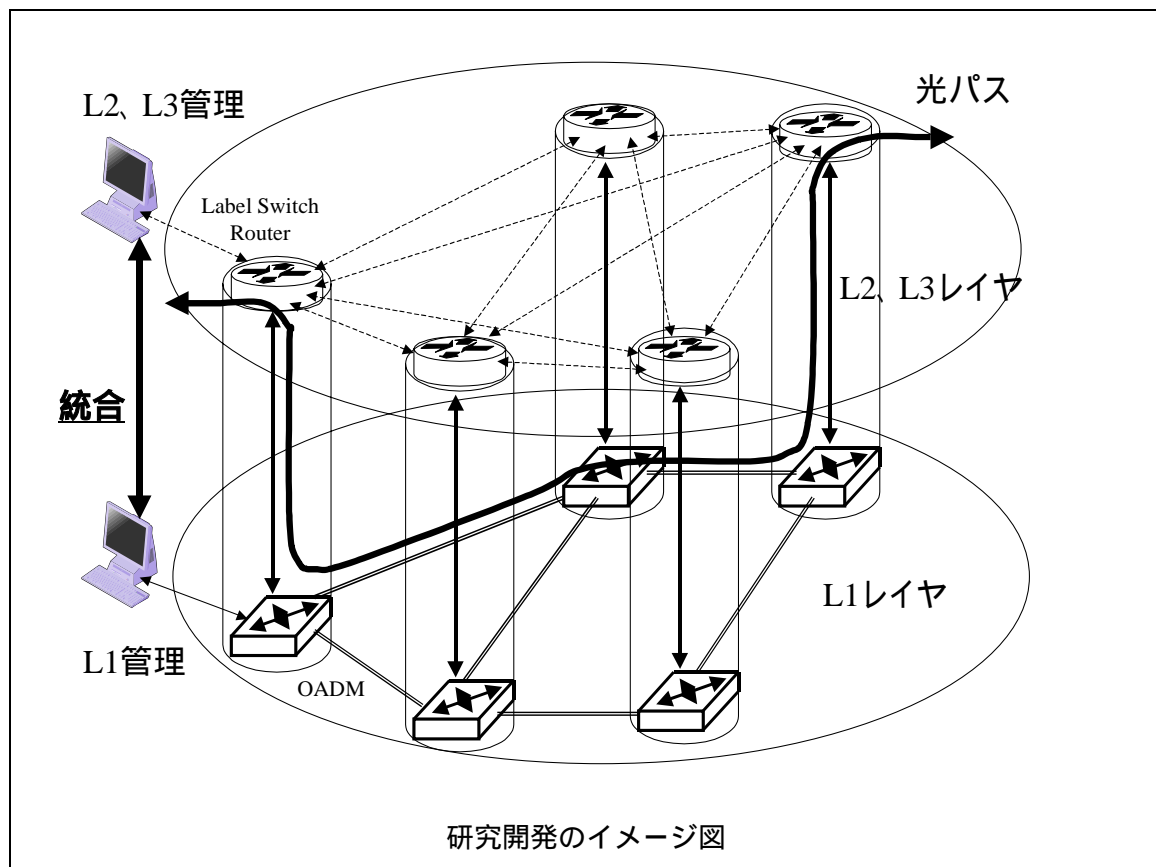 L2、L3管理
光パス
Label Switch
Router
L2、L3レイヤ
統合
L1レイヤ
L1管理
OADM
研究開発のイメージ図